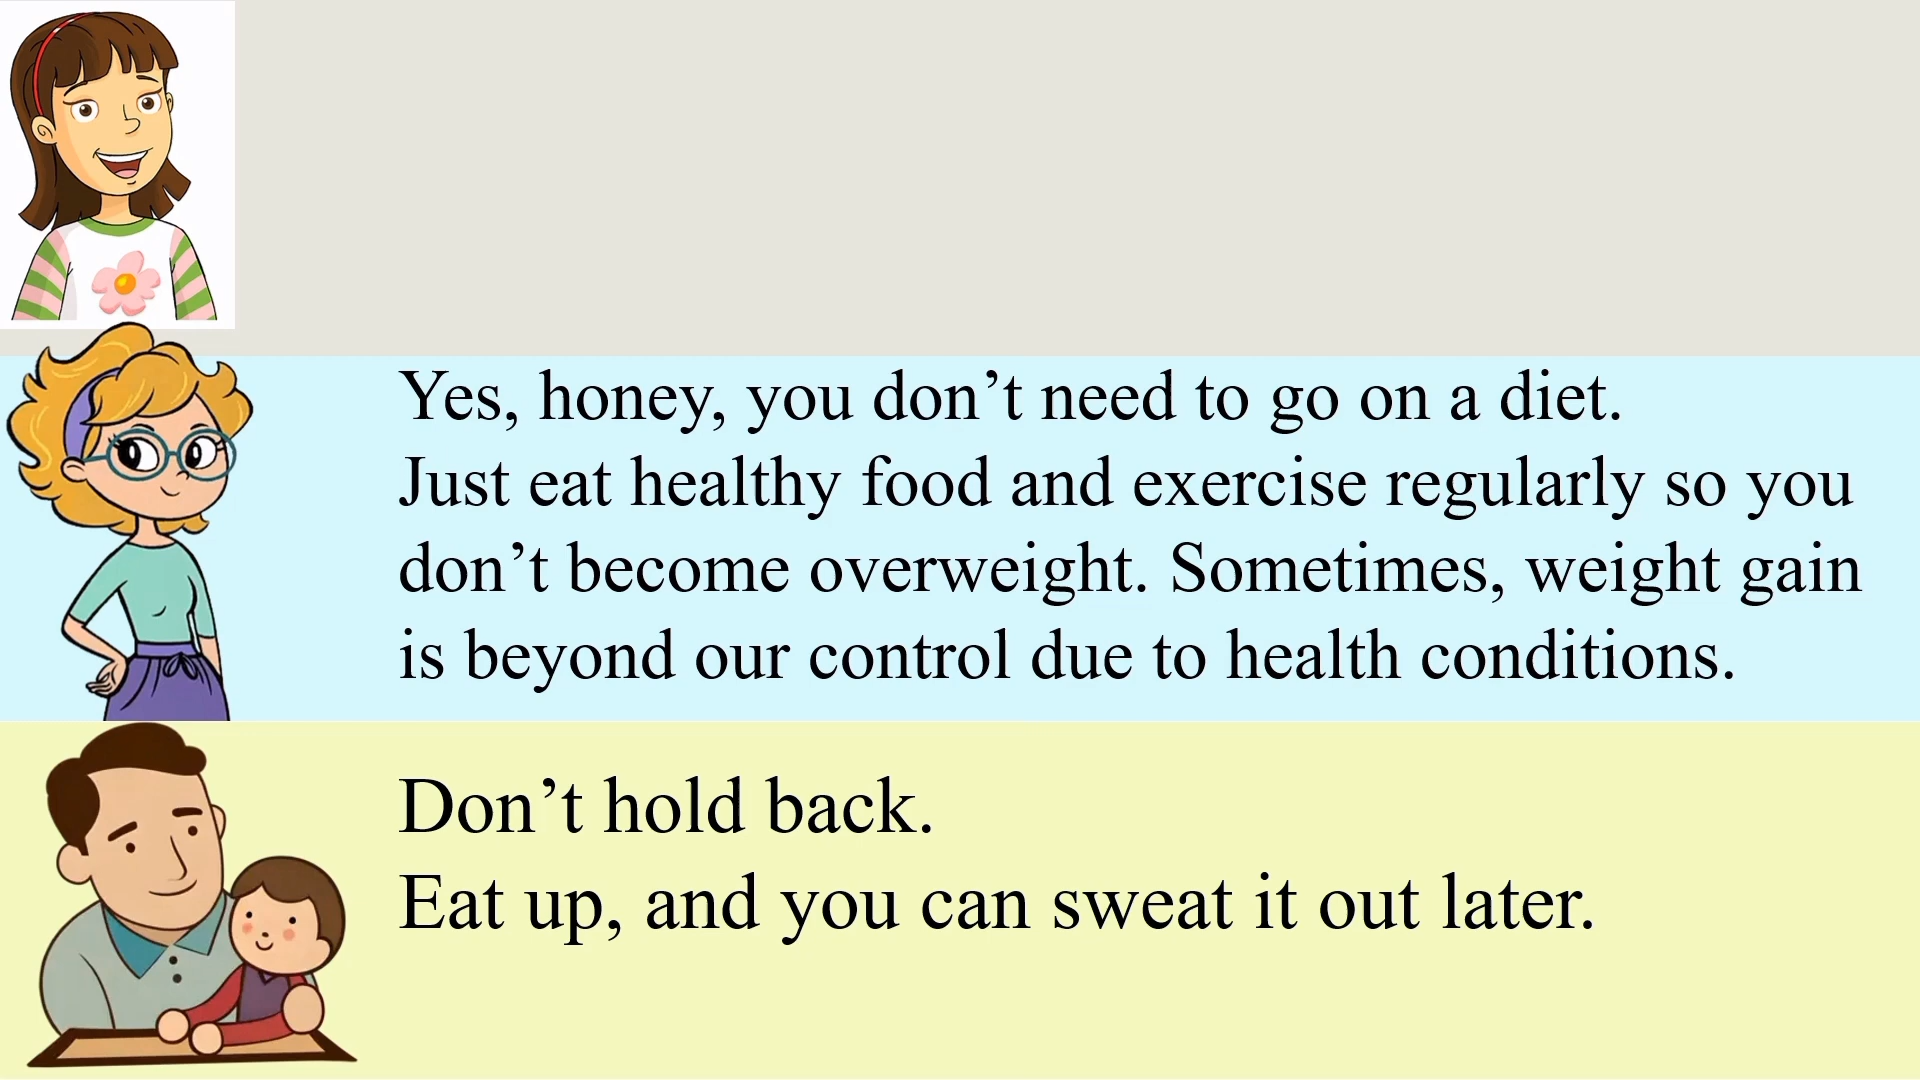 Yes, honey, you don’t need to go on a diet.
Just eat healthy food and exercise regularly so you
don’t become overweight. Sometimes, weight gain
is beyond our control due to health conditions.
Don’t hold back.
Eat up, and you can sweat it out later.